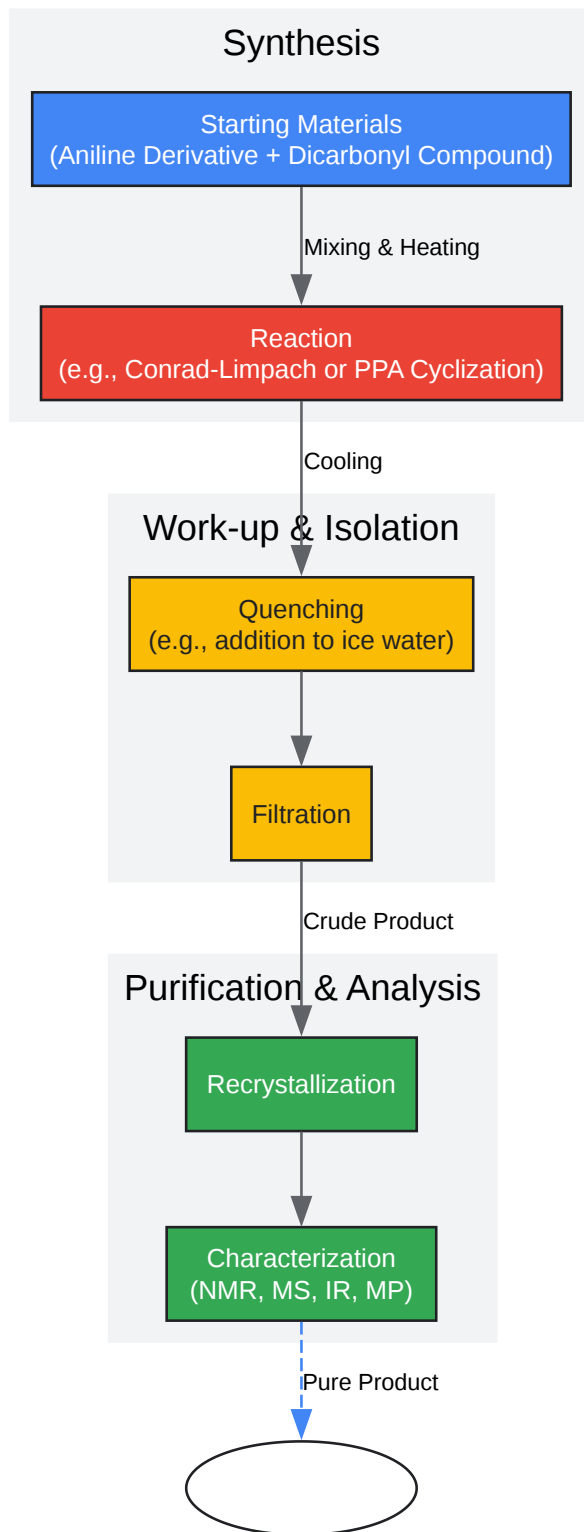 Synthesis
Starting Materials
(Aniline Derivative + Dicarbonyl Compound)
Mixing & Heating
Reaction
(e.g., Conrad-Limpach or PPA Cyclization)
Cooling
Work-up & Isolation
Quenching
(e.g., addition to ice water)
Filtration
Crude Product
Purification & Analysis
Recrystallization
Characterization
(NMR, MS, IR, MP)
Pure Product